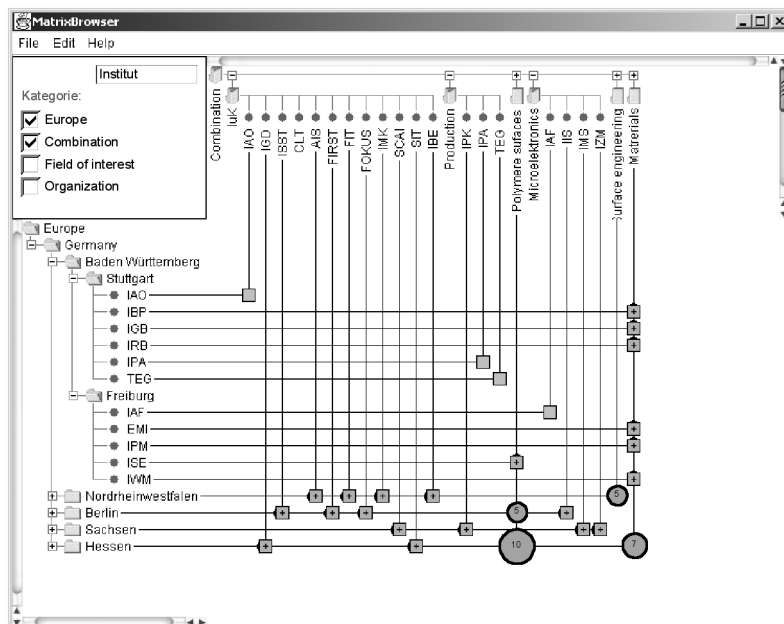 MatrixBrowser
File Edit Help
Institut
Kategorie:
Europe
Combination
Field of interest
Organization
Combination
IuK
IAO
IGD
ISST
CLT
AIS
FIRST
FIT
FOKUS
IMK
SCAI
SIT
IBE
Production
IPK
IPA
TEG
Polymere sufaces
Microelektronics
IAF
IIS
IMS
IZM
Surface engineering
Matrerials
Europe
Germany
Baden Württemberg
Stuttgart
IAO
IBP
IGB
IRB
IPA
TEG
Freiburg
IAF
EMI
IPM
ISE
IWM
Nordrheinwestfalen
5
Berlin
5
Sachsen
Hessen
10
7